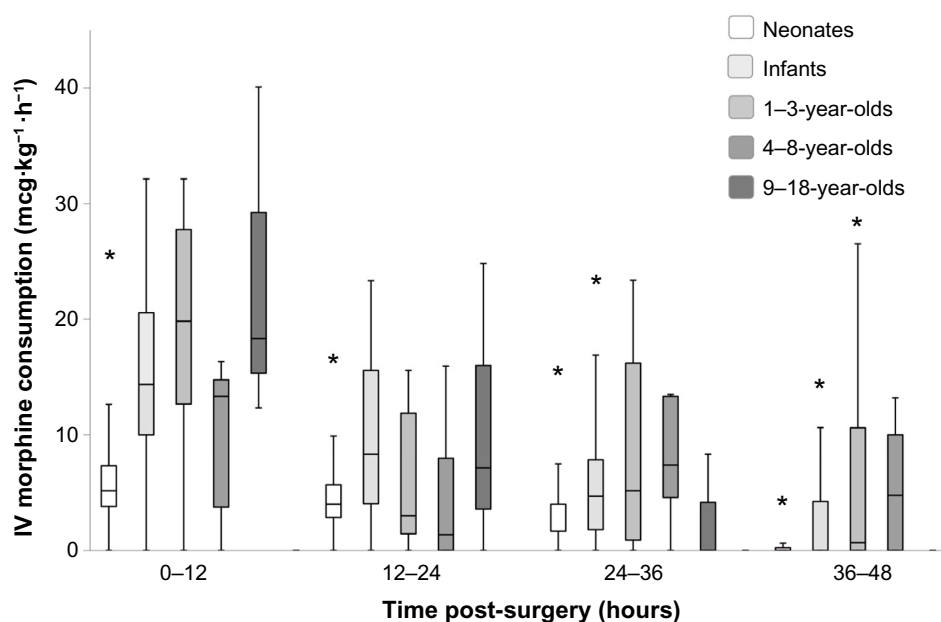 Neonates
Infants
1–3-year-olds
4–8-year-olds
9–18-year-olds
IV morphine consumption (mcg·kg⁻¹·h⁻¹)
40
30
20
10
0
*
*
*
*
*
*
*
0–12
12–24
24–36
36–48
Time post-surgery (hours)